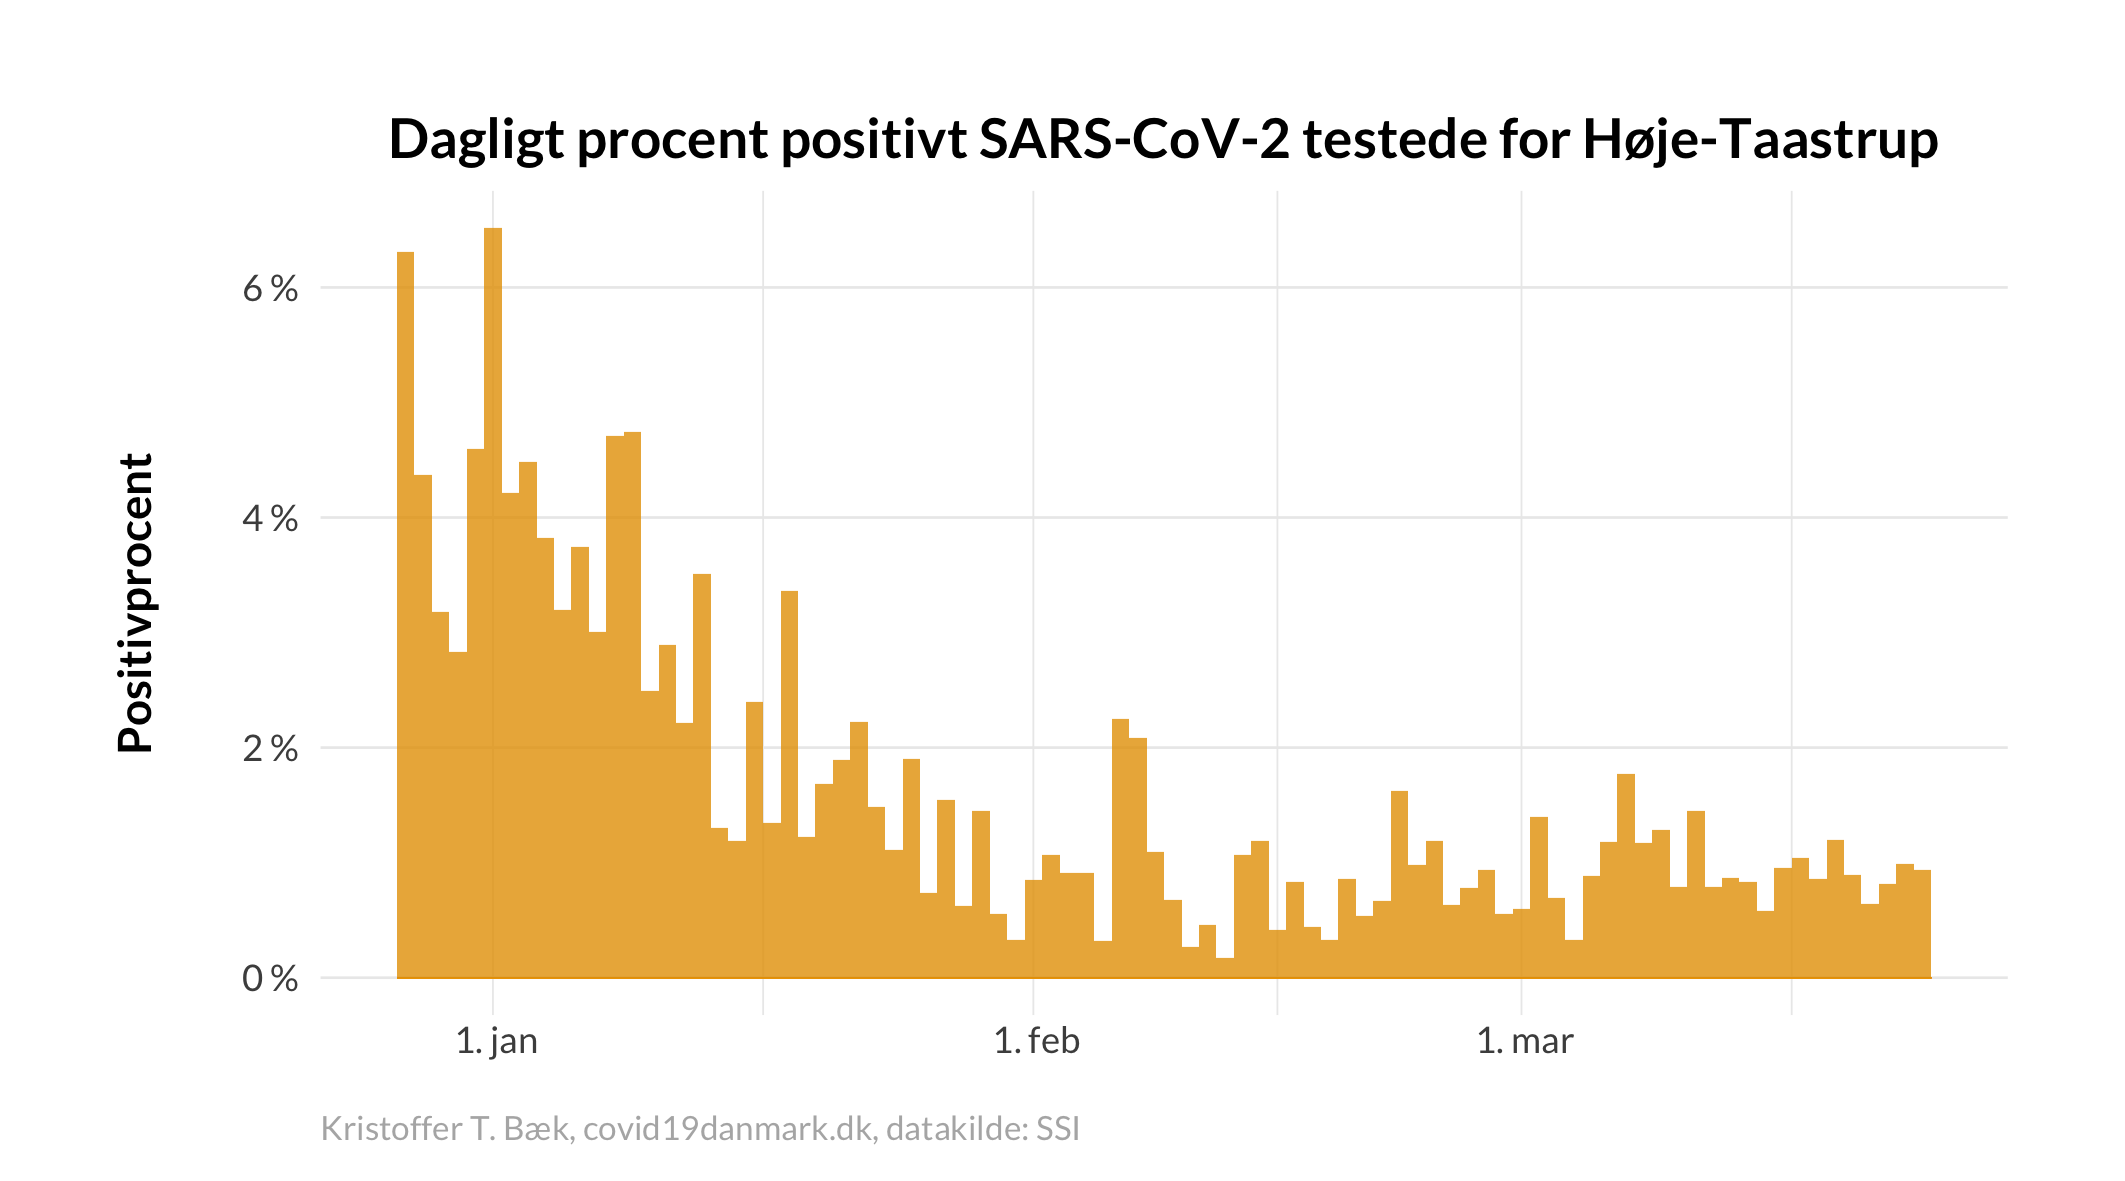 Dagligt procent positivt SARS-CoV-2 testede for Høje-Taastrup
Positivprocent
6 %
4 %
2 %
0 %
1. jan
1. feb
1. mar
Kristoffer T. Bæk, covid19danmark.dk, datakilde: SSI